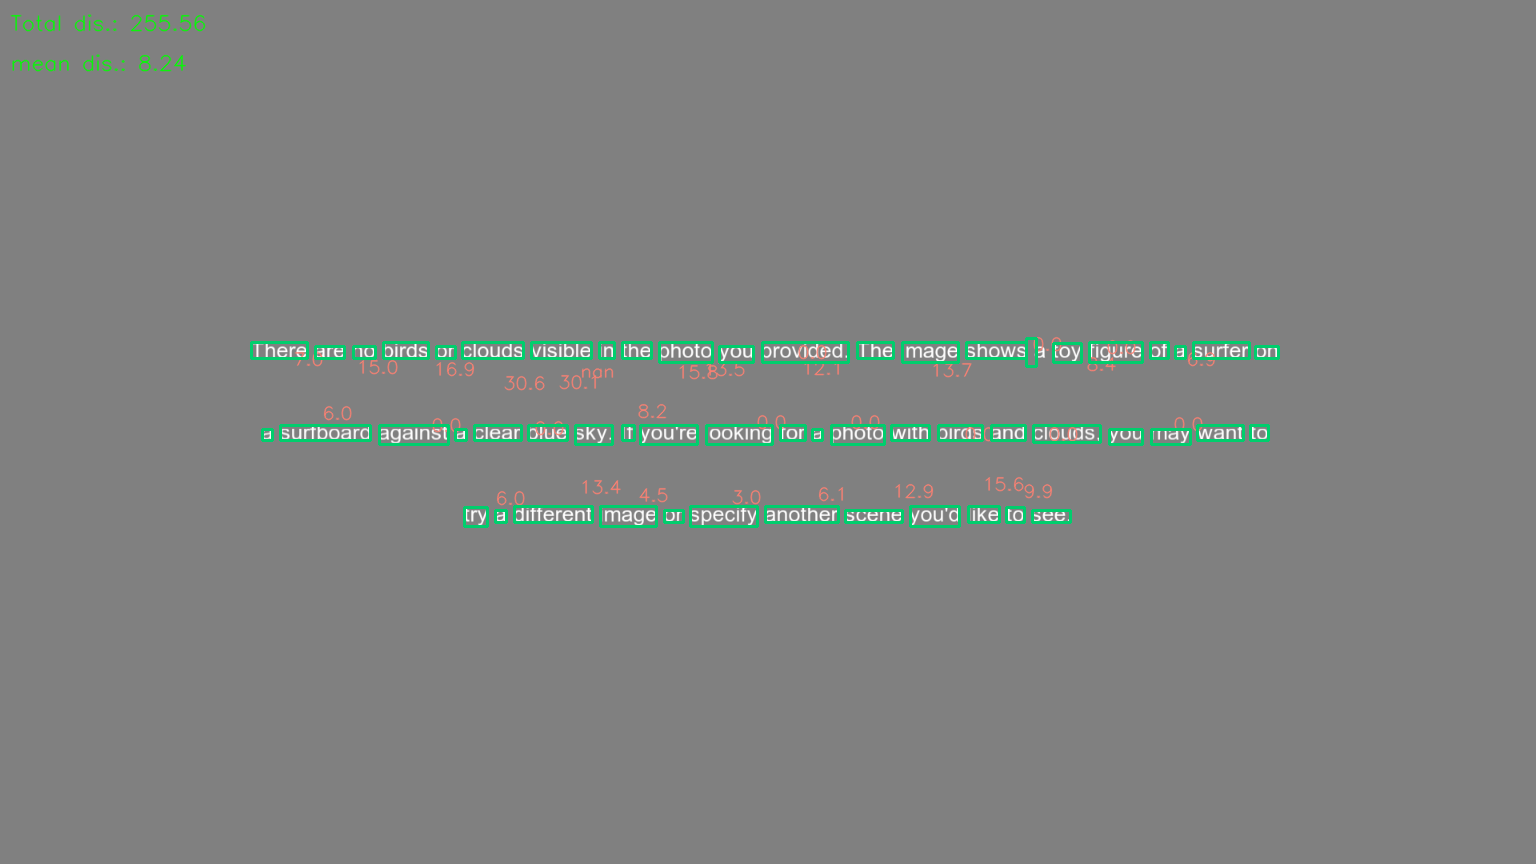 Total dis.: 255.56
mean dis.: 8.24
There are no birds or clouds visible in the photo you provided. The image shows a toy figure of a surfer on
7.0 15.0 16.9 30.6 30.1 nan 15.8 13.5 12.1 13.7 8.4 6.9
a surfboard against a clear blue sky. If you're looking for a photo with birds and clouds, you may want to
6.0 0.0 8.2 0.0 0.0 0.0
try a different image or specify another scene you'd like to see.
6.0 13.4 4.5 3.0 6.1 12.9 15.6 9.9